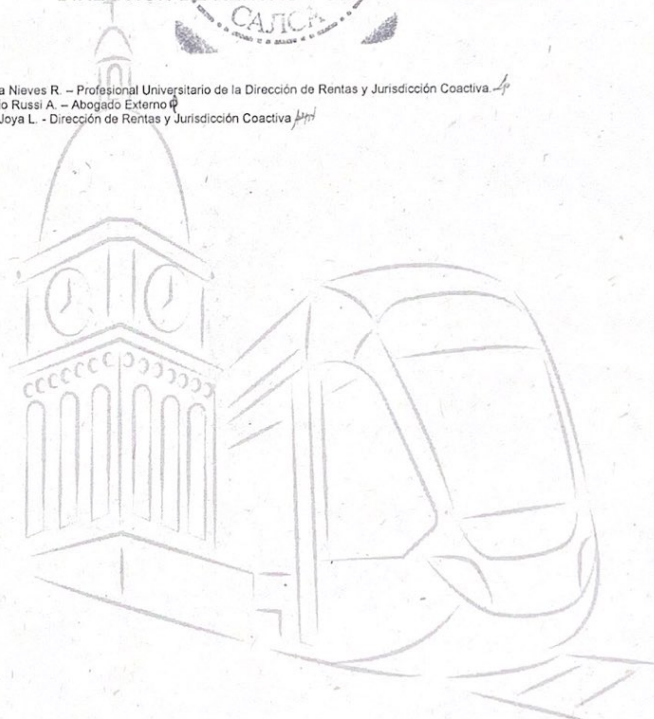 CAJICÁ
a Nieves R. – Profesional Universitario de la Dirección de Rentas y Jurisdicción Coactiva.
o Russi A. – Abogado Externo
Joya L. - Dirección de Rentas y Jurisdicción Coactiva